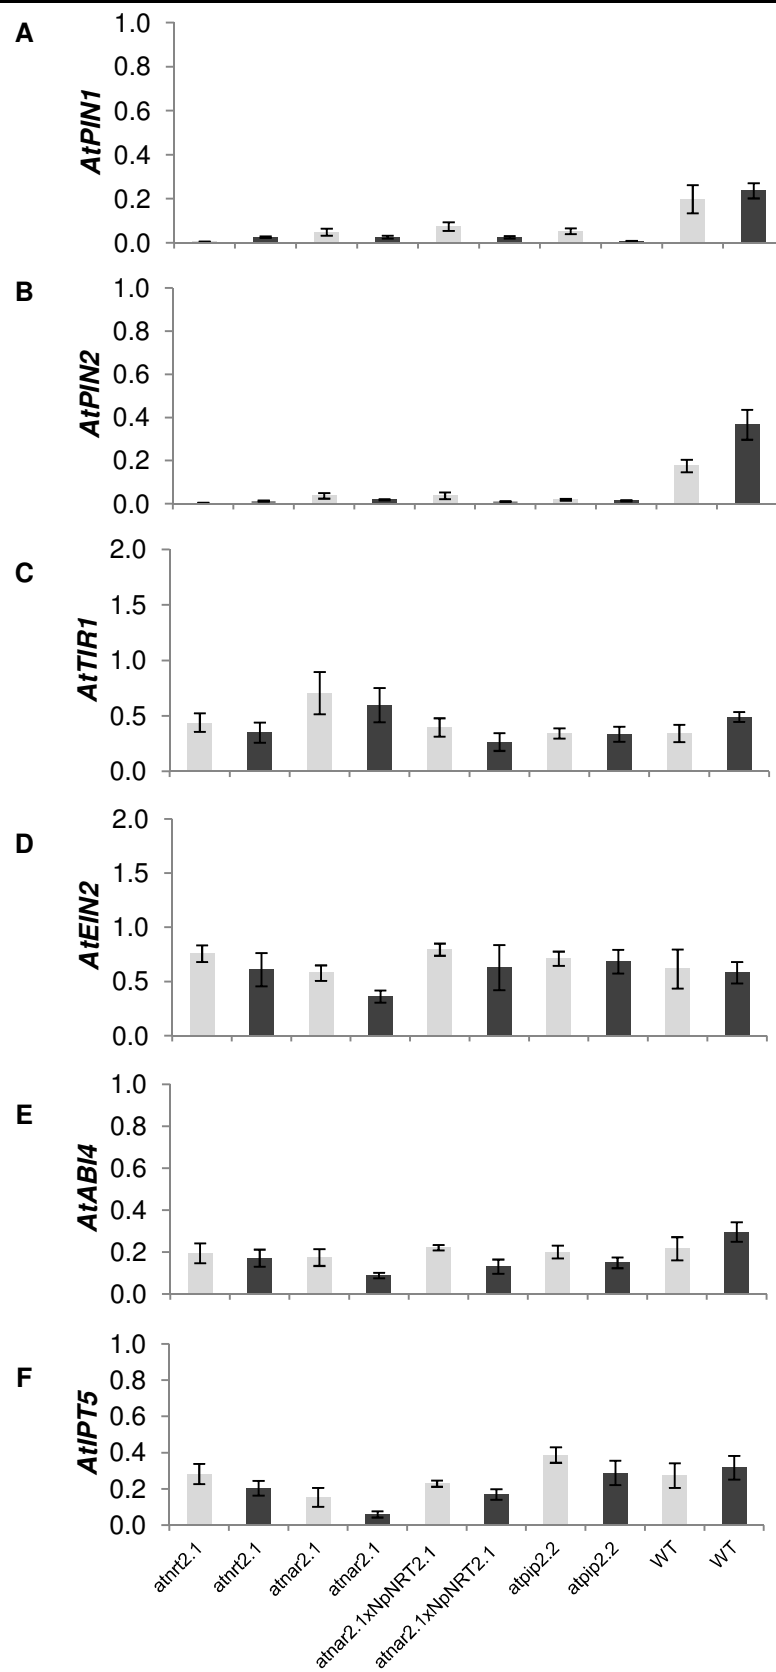 A
AtPIN1
1.0
0.8
0.6
0.4
0.2
0.0
B
AtPIN2
1.0
0.8
0.6
0.4
0.2
0.0
C
AtTIR1
2.0
1.5
1.0
0.5
0.0
D
AtEIN2
2.0
1.5
1.0
0.5
0.0
E
AtABI4
1.0
0.8
0.6
0.4
0.2
0.0
F
AtIPT5
1.0
0.8
0.6
0.4
0.2
0.0
atnrt2.1
atnrt2.1
atnar2.1
atnar2.1
atnar2.1xNpNRT2.1
atnar2.1xNpNRT2.1
atpip2.2
atpip2.2
WT
WT